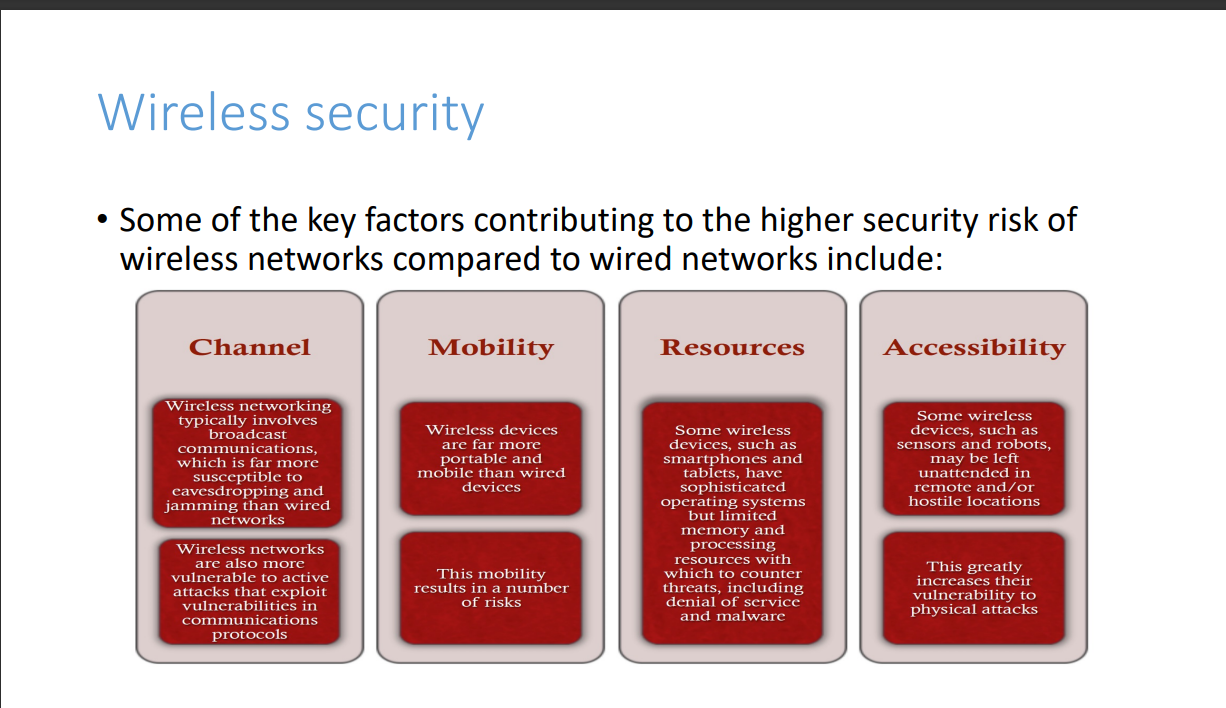 Wireless security
• Some of the key factors contributing to the higher security risk of
wireless networks compared to wired networks include:
Channel
Wireless networking
typically involves
broadcast
communications,
which is far more
susceptible to
eavesdropping and
jamming than wired
networks
Wireless networks
are also more
vulnerable to active
attacks that exploit
vulnerabilities in
communications
protocols
Mobility
Wireless devices
are far more
portable and
mobile than wired
devices
This mobility
results in a number
of risks
Resources
Some wireless
devices, such as
smartphones and
tablets, have
sophisticated
operating systems
but limited
memory and
processing
resources with
which to counter
threats, including
denial of service
and malware
Accessibility
Some wireless
devices, such as
sensors and robots,
may be left
unattended in
remote and/or
hostile locations
This greatly
increases their
vulnerability to
physical attacks